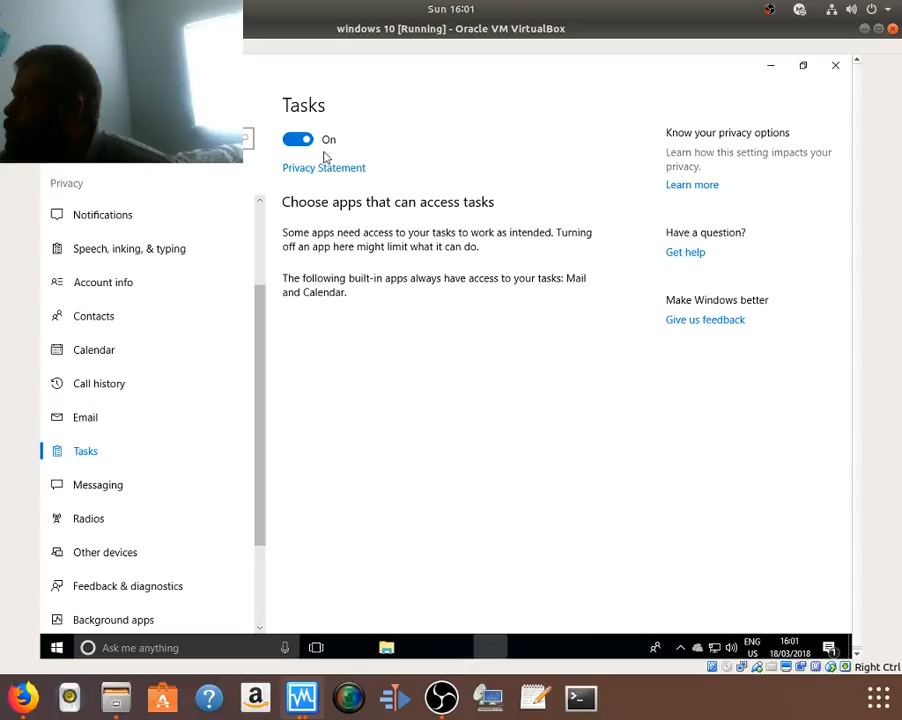 Sun 16:01
windows 10 [Running] - Oracle VM VirtualBox
Tasks
On
Privacy Statement
Choose apps that can access tasks
Some apps need access to your tasks to work as intended. Turning
off an app here might limit what it can do.
The following built-in apps always have access to your tasks: Mail
and Calendar.
Know your privacy options
Learn how this setting impacts your
privacy.
Learn more
Have a question?
Get help
Make Windows better
Give us feedback
Privacy
Notifications
Speech, inking, & typing
Account info
Contacts
Calendar
Call history
Email
Tasks
Messaging
Radios
Other devices
Feedback & diagnostics
Background apps
Ask me anything
ENG
US
16:01
18/03/2018
1
Right Ctrl